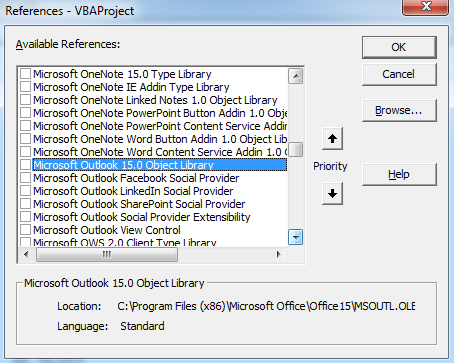 References - VBAProject
Available References:
OK
Cancel
Browse...
Priority
Help
Microsoft OneNote 15.0 Type Library
Microsoft OneNote IE Addin Type Library
Microsoft OneNote Linked Notes 1.0 Object Library
Microsoft OneNote PowerPoint Button Addin 1.0 Obje
Microsoft OneNote PowerPoint Content Service Addin
Microsoft OneNote Word Button Addin 1.0 Object Lib
Microsoft OneNote Word Content Service Addin 1.0 O
Microsoft Outlook 15.0 Object Library
Microsoft Outlook Facebook Social Provider
Microsoft OutLook LinkedIn Social Provider
Microsoft Outlook SharePoint Social Provider
Microsoft Outlook Social Provider Extensibility
Microsoft Outlook View Control
Microsoft OWS 2.0 Client Type Library
Microsoft Outlook 15.0 Object Library
Location: C:\Program Files (x86)\Microsoft Office\Office15\MSOUTL.OLE
Language: Standard